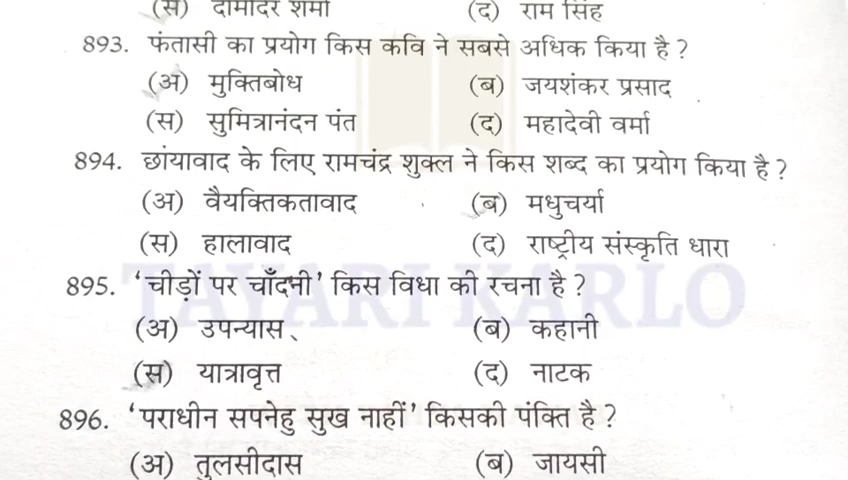 (स) दामोदर शर्मा (द) राम सिंह
893. फंतासी का प्रयोग किस कवि ने सबसे अधिक किया है ?
(अ) मुक्तिबोध (ब) जयशंकर प्रसाद
(स) सुमित्रानंदन पंत (द) महादेवी वर्मा
894. छांयावाद के लिए रामचंद्र शुक्ल ने किस शब्द का प्रयोग किया है ?
(अ) वैयक्तिकतावाद (ब) मधुचर्या
(स) हालावाद (द) राष्ट्रीय संस्कृति धारा
895. ‘चीड़ों पर चाँदनी’ किस विधा की रचना है ?
(अ) उपन्यास (ब) कहानी
(स) यात्रावृत्त (द) नाटक
896. ‘पराधीन सपनेहु सुख नाहीं’ किसकी पंक्ति है ?
(अ) तुलसीदास (ब) जायसी
TAYARI KARLO